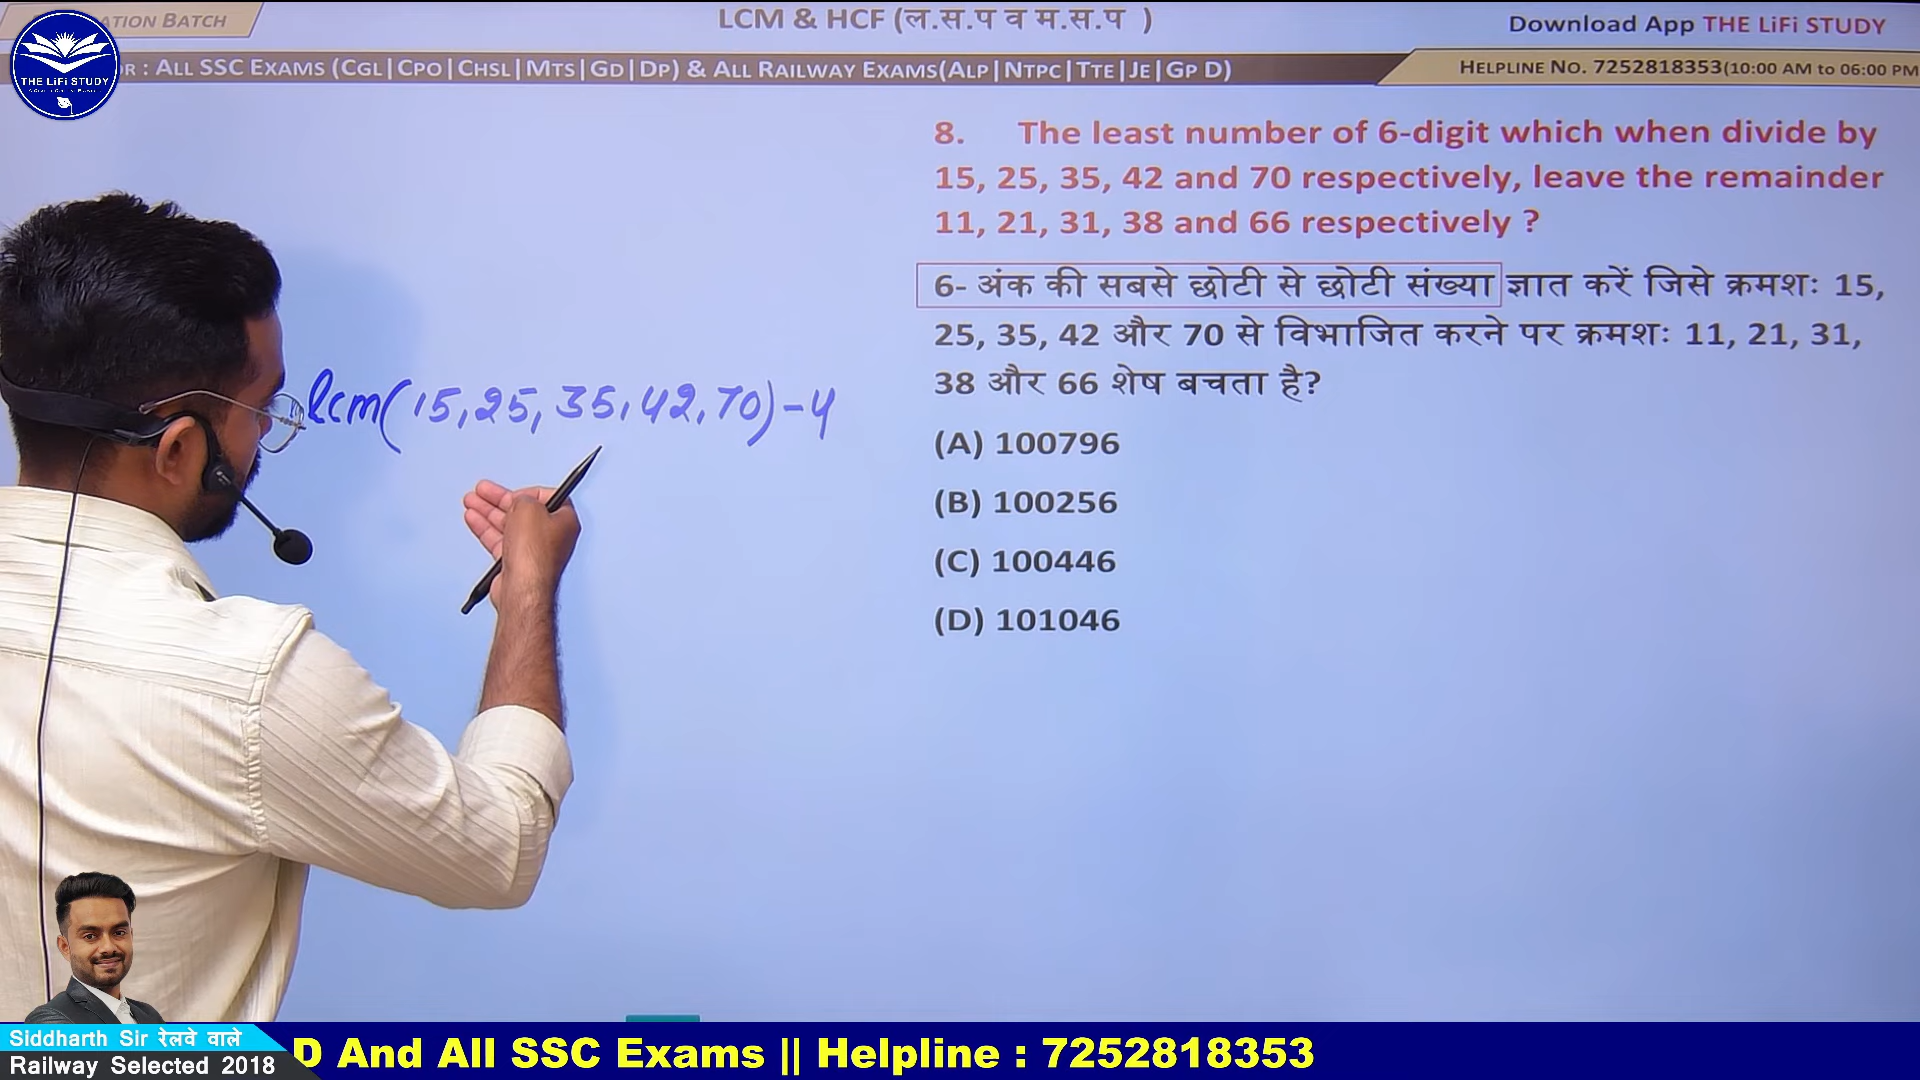 ATION BATCH
LCM & HCF (ल.स.प व म.स.प )
Download App THE LiFi STUDY
THE LiFi STUDY
R : ALL SSC EXAMS (CGL|CPO|CHSL|MTS|GD|DP) & ALL RAILWAY EXAMS(ALP|NTPC|TTE|JE|GP D)
HELPLINE NO. 7252818353(10:00 AM to 06:00 PM
8. The least number of 6-digit which when divide by
15, 25, 35, 42 and 70 respectively, leave the remainder
11, 21, 31, 38 and 66 respectively ?
6- अंक की सबसे छोटी से छोटी संख्या ज्ञात करें जिसे क्रमशः 15,
25, 35, 42 और 70 से विभाजित करने पर क्रमशः 11, 21, 31,
38 और 66 शेष बचता है?
lcm(15,25,35,42,70)-4
(A) 100796
(B) 100256
(C) 100446
(D) 101046
Siddharth Sir रेलवे वाले
Railway Selected 2018
D And All SSC Exams || Helpline : 7252818353